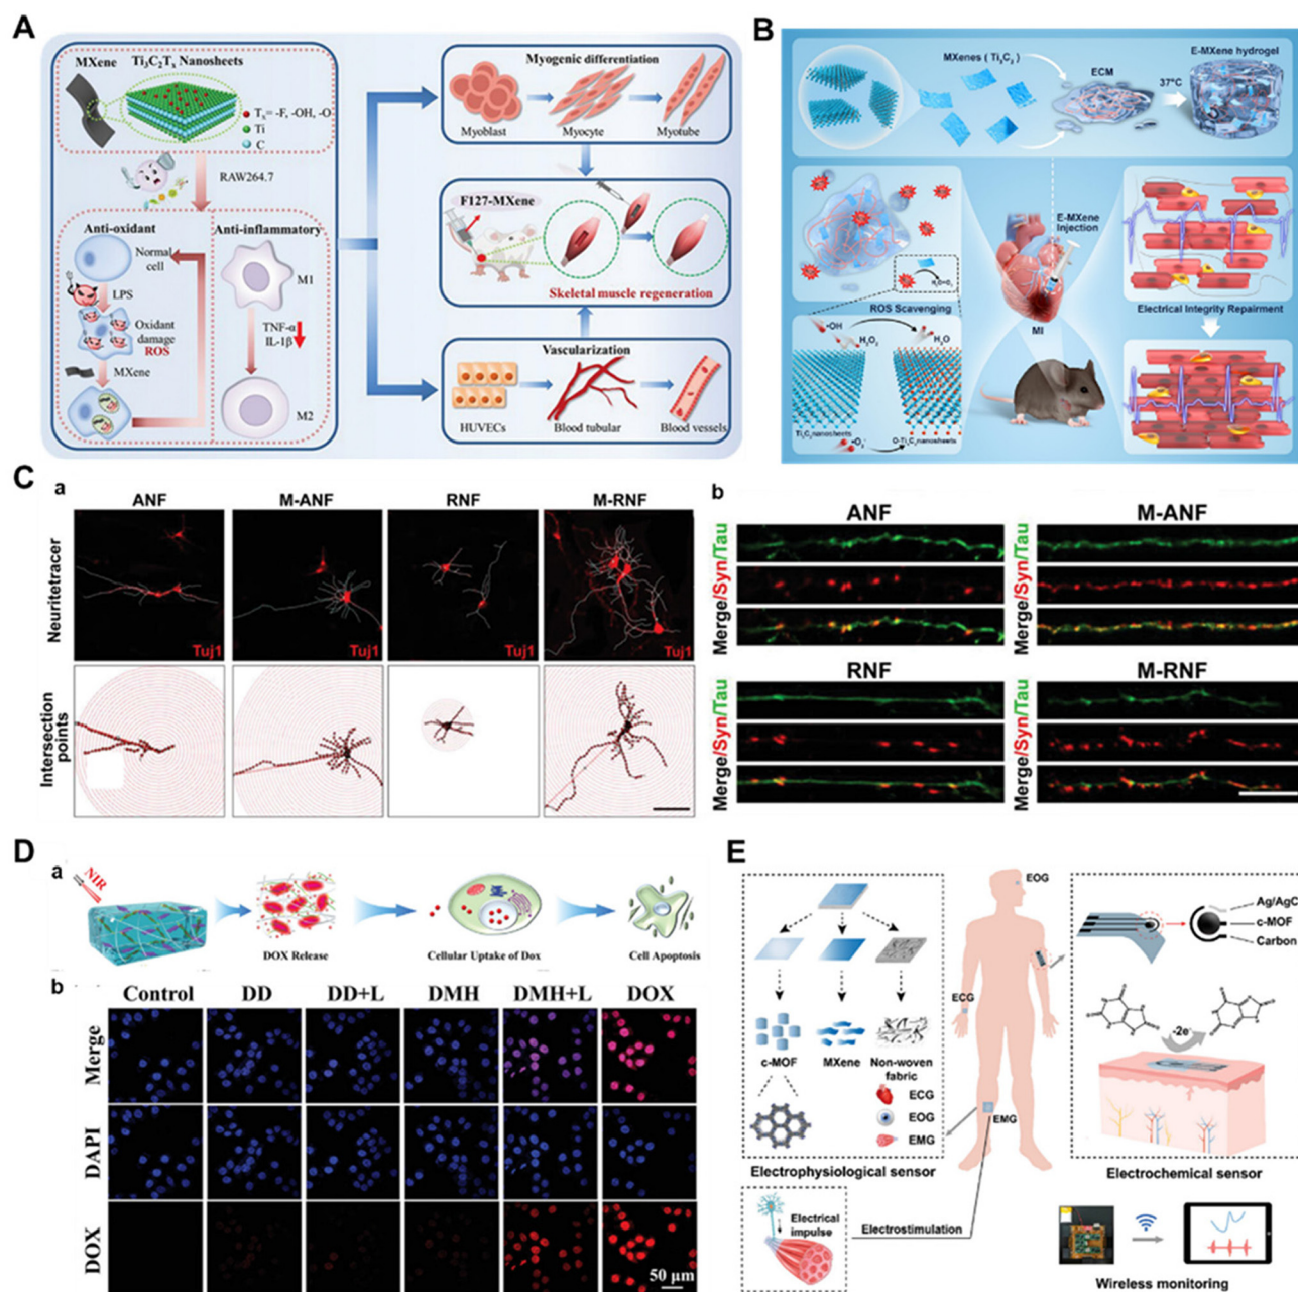 A
MXene
Ti3C2Tx Nanosheets
Tx= -F, -OH, -O
Ti
C
RAW264.7
Anti-oxidant
Normal
cell
LPS
Oxidant
damage
ROS
MXene
Anti-inflammatory
M1
TNF-α
IL-1β
M2
Myogenic differentiation
Myoblast
Myocyte
Myotube
F127-MXene
Skeletal muscle regeneration
Vascularization
HUVECs
Blood tubular
Blood vessels
B
MXenes ( Ti3C2 )
ECM
37°C
E-MXene hydrogel
E-MXene
Injection
ROS Scavenging
•OH
H2O2
H2O
Ti3C2 nanosheets
•O2-
O-Ti3C2 nanosheets
MI
Electrical Integrity Repairment
C
a
ANF
M-ANF
RNF
M-RNF
Neuritetracer
Tuj1
Tuj1
Tuj1
Tuj1
Intersection
points
b
ANF
M-ANF
Merge/Syn/Tau
Merge/Syn/Tau
RNF
M-RNF
Merge/Syn/Tau
Merge/Syn/Tau
D
a
NIR
DOX Release
Cellular Uptake of Dox
Cell Apoptosis
b
Control
DD
DD+L
DMH
DMH+L
DOX
Merge
DAPI
DOX
50 μm
E
c-MOF
MXene
Non-woven
fabric
ECG
EOG
EMG
Electrophysiological sensor
EOG
ECG
EMG
Ag/AgC
c-MOF
Carbon
-2e-
Electrochemical sensor
Electrical
impulse
Electrostimulation
Wireless monitoring